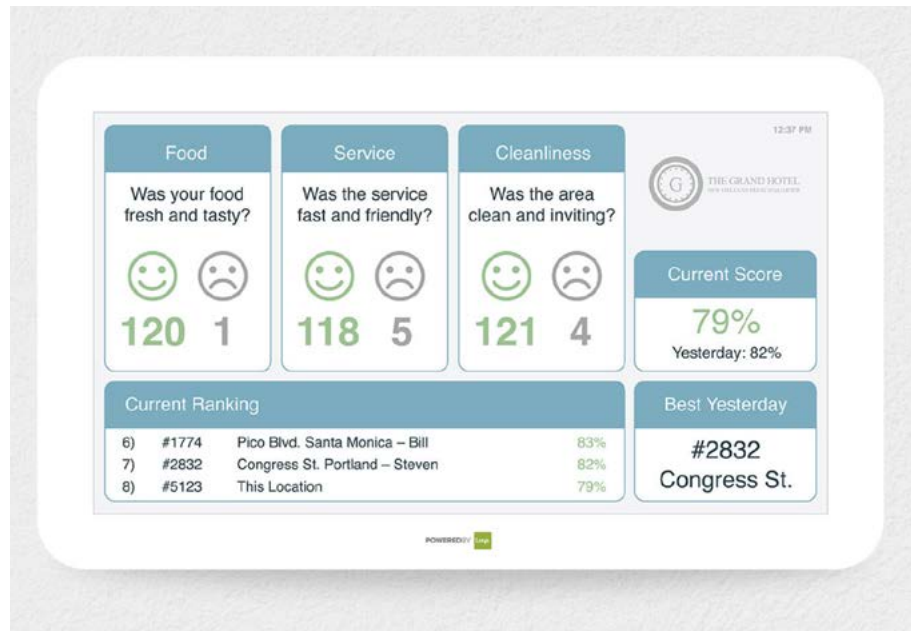 12:37 PM
Food
Was your food
fresh and tasty?
120 1
Service
Was the service
fast and friendly?
118 5
Cleanliness
Was the area
clean and inviting?
121 4
G
THE GRAND HOTEL
Current Score
79%
Yesterday: 82%
Current Ranking
6) #1774 Pico Blvd. Santa Monica – Bill 83%
7) #2832 Congress St. Portland – Steven 82%
8) #5123 This Location 79%
Best Yesterday
#2832
Congress St.
POWERED BY